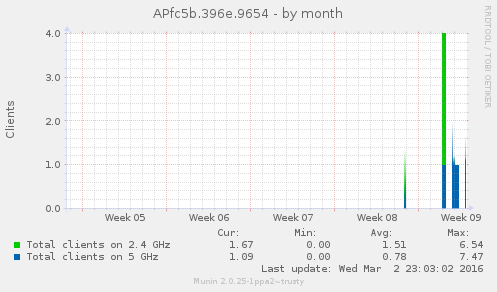 APfc5b.396e.9654 - by month
RRDTOOL / TOBI OETIKER
Clients
4.0
3.0
2.0
1.0
0.0
Week 05 Week 06 Week 07 Week 08 Week 09
Cur: Min: Avg: Max:
Total clients on 2.4 GHz 1.67 0.00 1.51 6.54
Total clients on 5 GHz 1.09 0.00 0.78 7.47
Last update: Wed Mar 2 23:03:02 2016
Munin 2.0.25-1ppa2~trusty